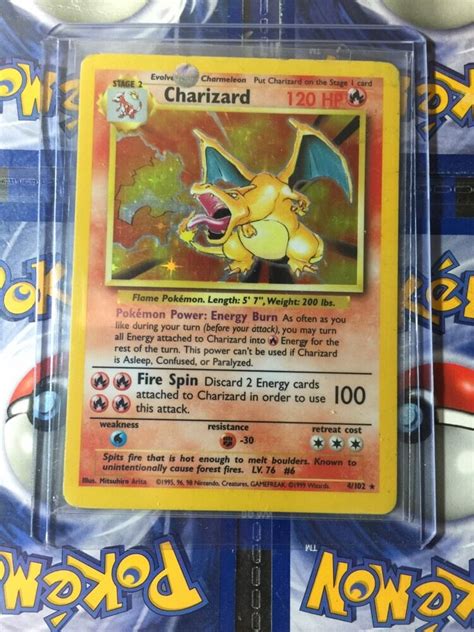 Evolve Charmeleon Put Charizard on the Stage 1 card
STAGE 2
Charizard 120 HP
Flame Pokémon. Length: 5' 7", Weight: 200 lbs.
Pokémon Power: Energy Burn As often as you
like during your turn (before your attack), you may turn
all Energy attached to Charizard into Energy for the
rest of the turn. This power can't be used if Charizard
is Asleep, Confused, or Paralyzed.
Fire Spin Discard 2 Energy cards
attached to Charizard in order to use
this attack.
100
weakness resistance retreat cost
-30
Spits fire that is hot enough to melt boulders. Known to
unintentionally cause forest fires. LV. 76 #6
Illus. Mitsuhiro Arita ©1995, 96, 98 Nintendo, Creatures, GAMEFREAK. ©1999 Wizards. 4/102 ★
POKéMON
POKéMON
TM